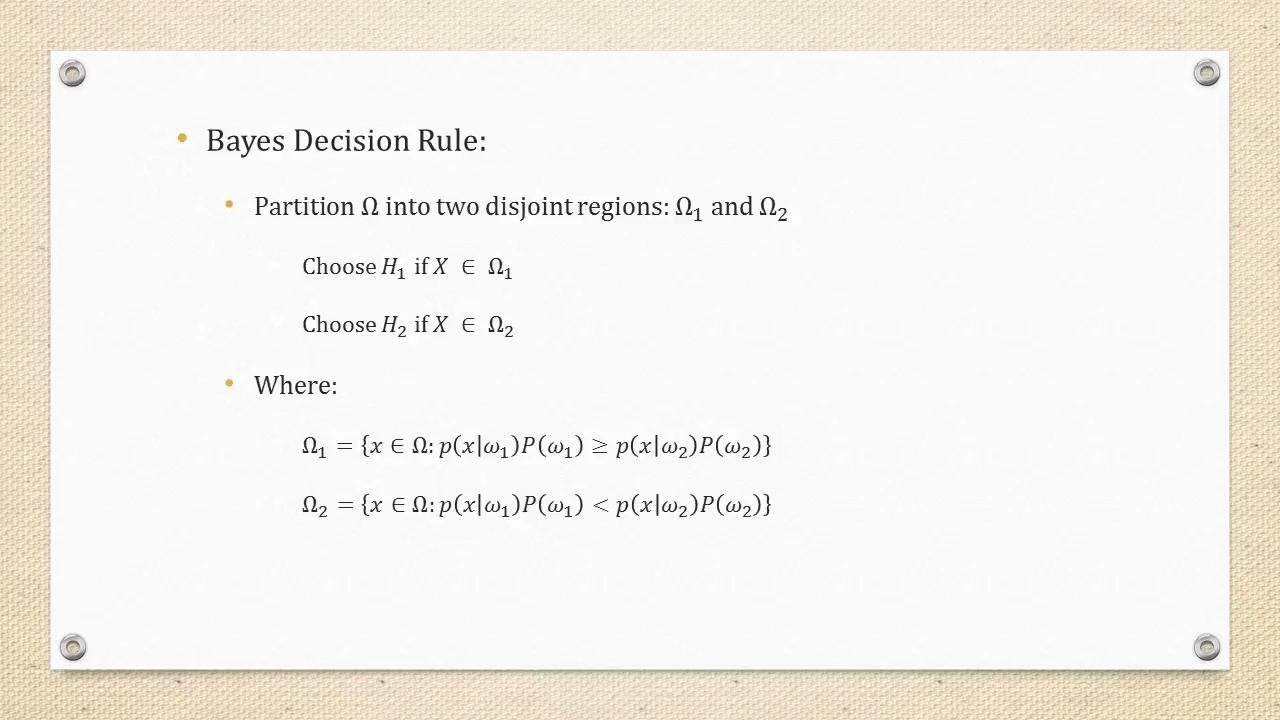 • Bayes Decision Rule:
• Partition Ω into two disjoint regions: Ω₁ and Ω₂
Choose H₁ if X ∈ Ω₁
Choose H₂ if X ∈ Ω₂
• Where:
Ω₁ = {x ∈ Ω: p(x|ω₁)P(ω₁) ≥ p(x|ω₂)P(ω₂)}
Ω₂ = {x ∈ Ω: p(x|ω₁)P(ω₁) < p(x|ω₂)P(ω₂)}